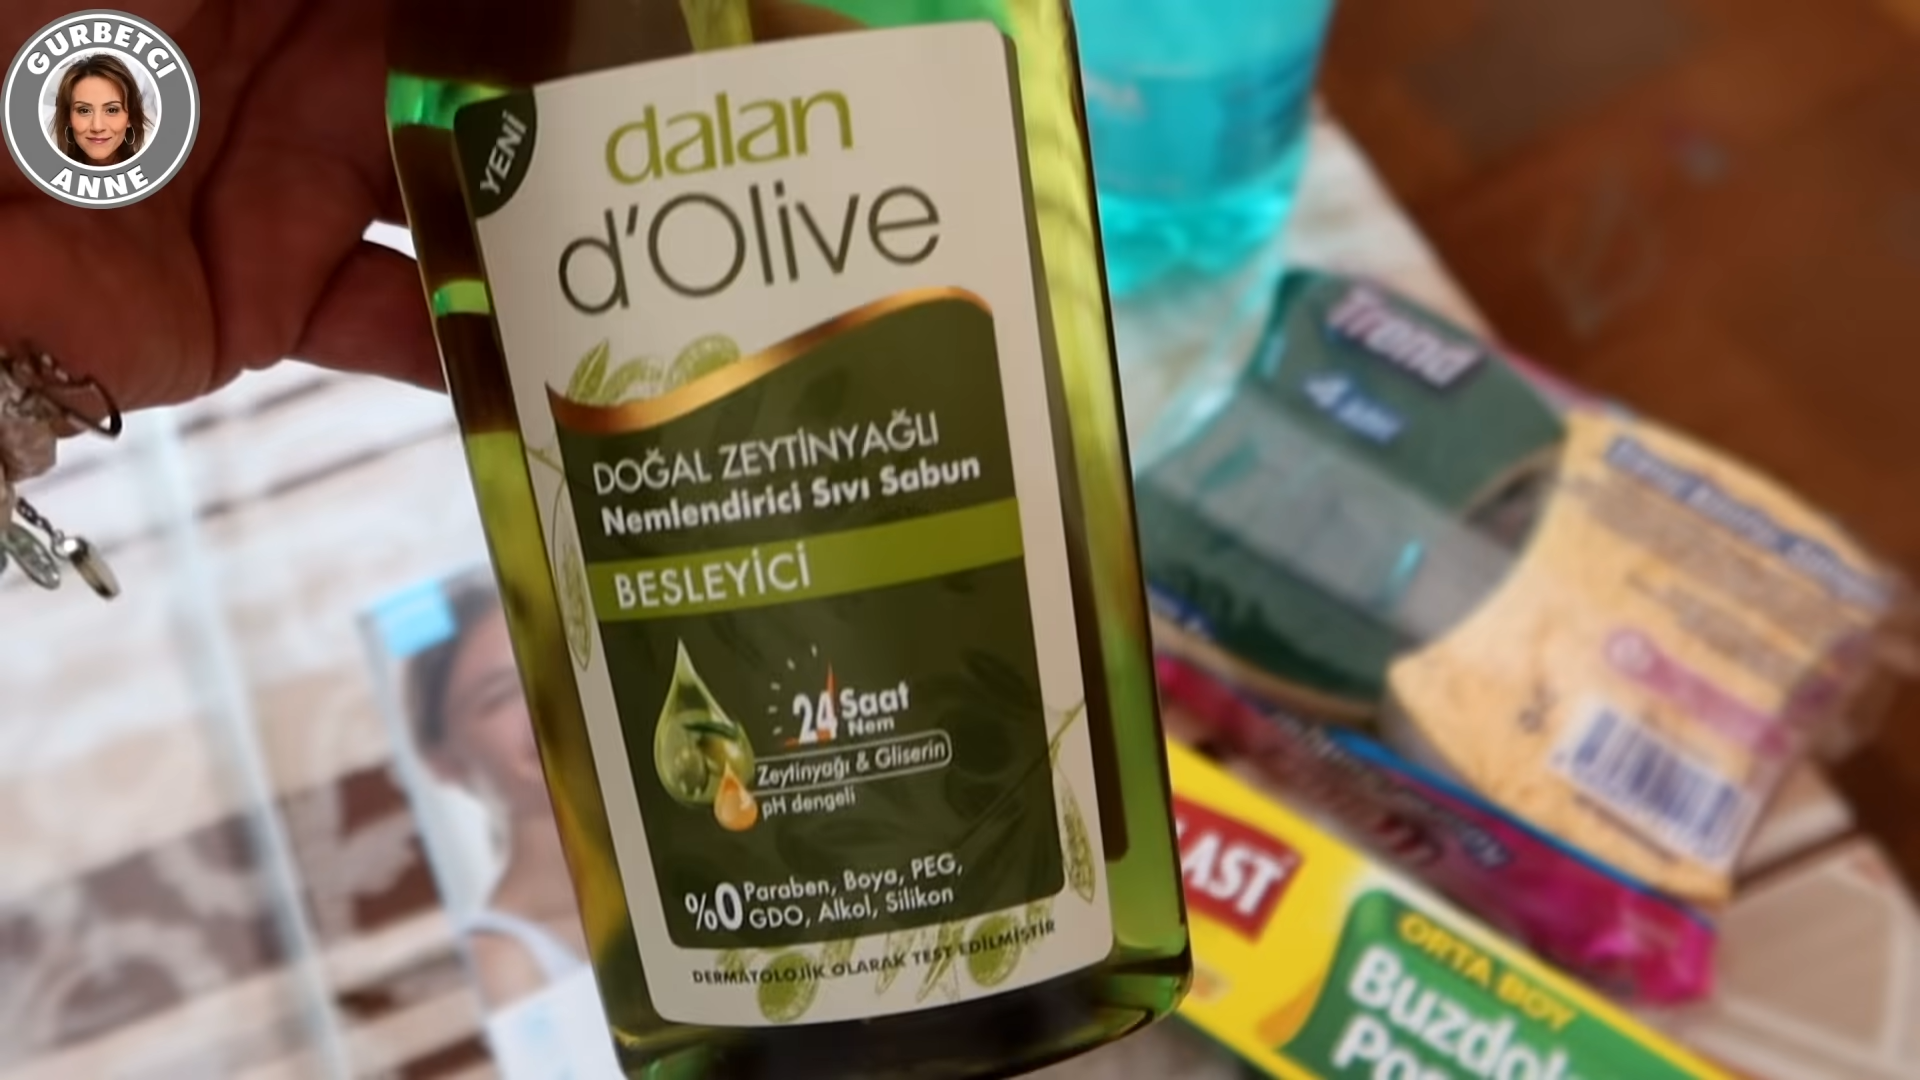 GURBETCI
ANNE
YENİ
dalan
d'Olive
DOĞAL ZEYTİNYAĞLI
Nemlendirici Sıvı Sabun
BESLEYİCİ
24 Saat
Nem
Zeytinyağı & Gliserin
pH dengeli
%0 Paraben, Boya, PEG,
GDO, Alkol, Silikon
DERMATOLOJİK OLARAK TEST EDİLMİŞTİR
Trend
LAST
ORTA BOY